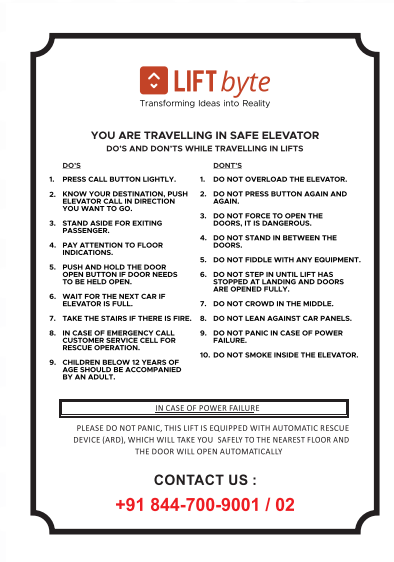 LIFT byte
Transforming Ideas into Reality
YOU ARE TRAVELLING IN SAFE ELEVATOR
DO'S AND DON'TS WHILE TRAVELLING IN LIFTS
DO'S
1. PRESS CALL BUTTON LIGHTLY.
2. KNOW YOUR DESTINATION, PUSH
ELEVATOR CALL IN DIRECTION
YOU WANT TO GO.
3. STAND ASIDE FOR EXITING
PASSENGER.
4. PAY ATTENTION TO FLOOR
INDICATIONS.
5. PUSH AND HOLD THE DOOR
OPEN BUTTON IF DOOR NEEDS
TO BE HELD OPEN.
6. WAIT FOR THE NEXT CAR IF
ELEVATOR IS FULL.
7. TAKE THE STAIRS IF THERE IS FIRE.
8. IN CASE OF EMERGENCY CALL
CUSTOMER SERVICE CELL FOR
RESCUE OPERATION.
9. CHILDREN BELOW 12 YEARS OF
AGE SHOULD BE ACCOMPANIED
BY AN ADULT.
DONT'S
1. DO NOT OVERLOAD THE ELEVATOR.
2. DO NOT PRESS BUTTON AGAIN AND
AGAIN.
3. DO NOT FORCE TO OPEN THE
DOORS, IT IS DANGEROUS.
4. DO NOT STAND IN BETWEEN THE
DOORS.
5. DO NOT FIDDLE WITH ANY EQUIPMENT.
6. DO NOT STEP IN UNTIL LIFT HAS
STOPPED AT LANDING AND DOORS
ARE OPENED FULLY.
7. DO NOT CROWD IN THE MIDDLE.
8. DO NOT LEAN AGAINST CAR PANELS.
9. DO NOT PANIC IN CASE OF POWER
FAILURE.
10. DO NOT SMOKE INSIDE THE ELEVATOR.
IN CASE OF POWER FAILURE
PLEASE DO NOT PANIC, THIS LIFT IS EQUIPPED WITH AUTOMATIC RESCUE
DEVICE (ARD), WHICH WILL TAKE YOU SAFELY TO THE NEAREST FLOOR AND
THE DOOR WILL OPEN AUTOMATICALLY
CONTACT US :
+91 844-700-9001 / 02